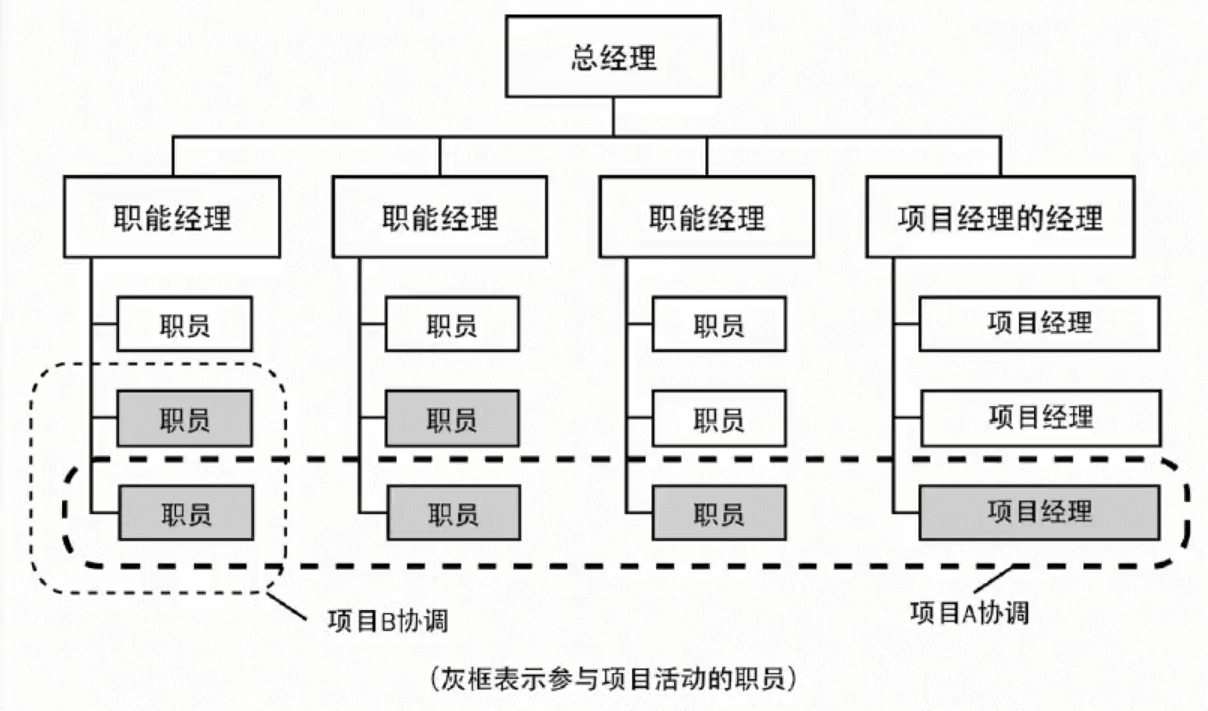 总经理
职能经理
职能经理
职能经理
项目经理的经理
职员
职员
职员
项目经理
职员
职员
职员
项目经理
职员
职员
职员
项目经理
项目B协调
项目A协调
（灰框表示参与项目活动的职员）